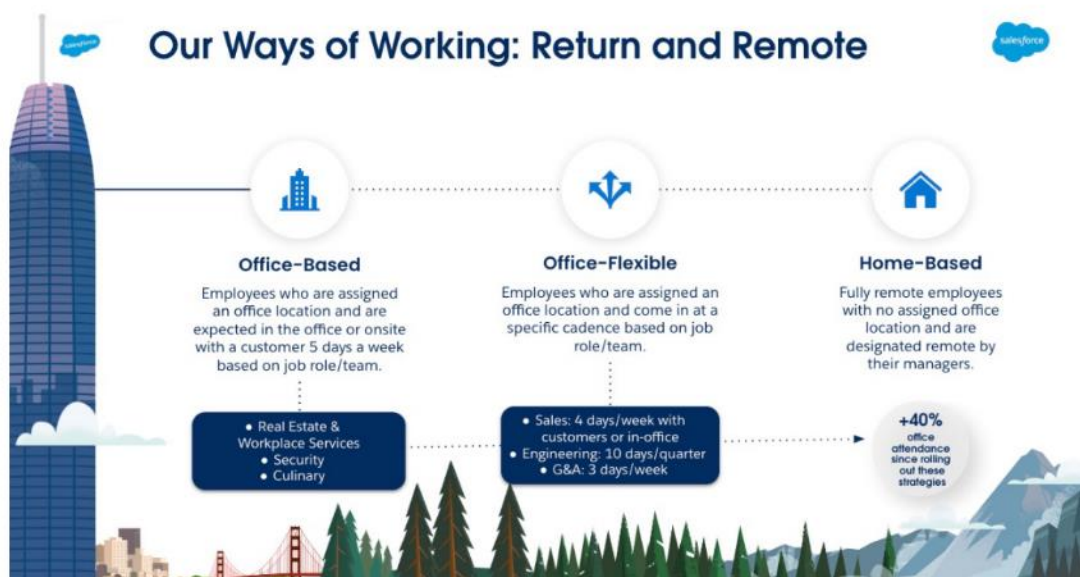 salesforce
Our Ways of Working: Return and Remote
salesforce
Office-Based
Employees who are assigned
an office location and are
expected in the office or onsite
with a customer 5 days a week
based on job role/team.
• Real Estate &
Workplace Services
• Security
• Culinary
Office-Flexible
Employees who are assigned an
office location and come in at a
specific cadence based on job
role/team.
• Sales: 4 days/week with
customers or in-office
• Engineering: 10 days/quarter
• G&A: 3 days/week
Home-Based
Fully remote employees
with no assigned office
location and are
designated remote by
their managers.
+40%
office
attendance
since rolling
out these
strategies